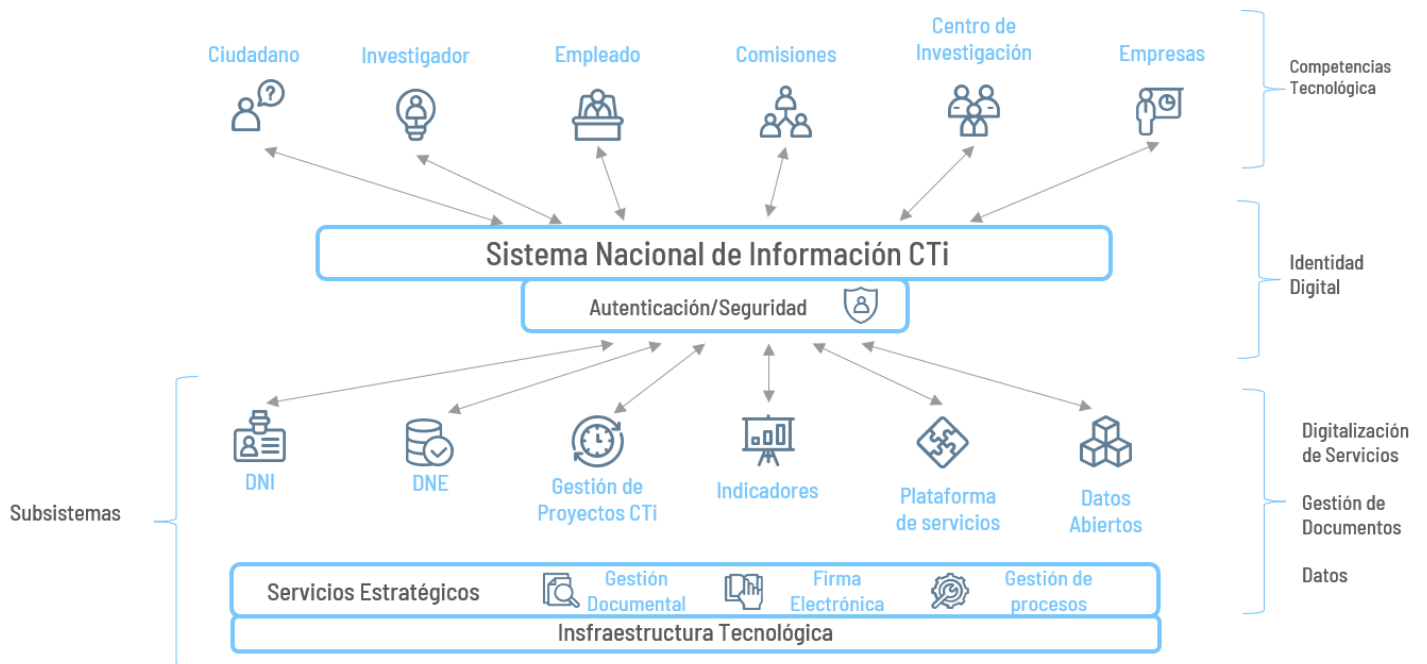 Ciudadano
Investigador
Empleado
Comisiones
Centro de
Investigación
Empresas
Competencias
Tecnológica
Sistema Nacional de Información CTi
Autenticación/Seguridad
Identidad
Digital
Subsistemas
DNI
DNE
Gestión de
Proyectos CTi
Indicadores
Plataforma
de servicios
Datos
Abiertos
Digitalización
de Servicios
Gestión de
Documentos
Datos
Servicios Estratégicos
Gestión
Documental
Firma
Electrónica
Gestión de
procesos
Insfraestructura Tecnológica